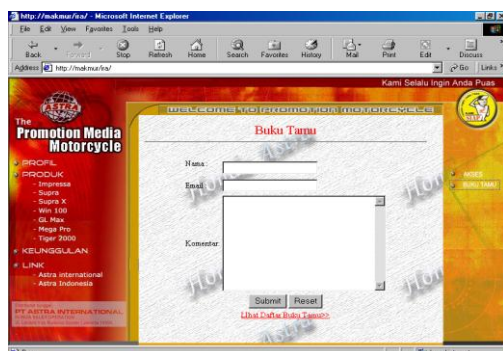 http://makmur/ira/ - Microsoft Internet Explorer
File Edit View Favorites Tools Help
Back Forward Stop Refresh Home Search Favorites History Mail Print Edit Discuss
Address http://makmur/ira/ Go Links
Kami Selalu Ingin Anda Puas
ASTRA
WELCOME TO PROMOTION MOTORCYCLE
The
Promotion Media
Motorcycle
Buku Tamu
PROFIL
PRODUK
- Impressa
- Supra
- Supra X
- Win 100
- GL Max
- Mega Pro
- Tiger 2000
KEUNGGULAN
LINK
- Astra international
- Astra Indonesia
PT ASTRA INTERNATIONAL
Nama :
Email :
Komentar:
Submit Reset
LIhat Daftar Buku Tamu>>
AKSES
BUKU TAMU